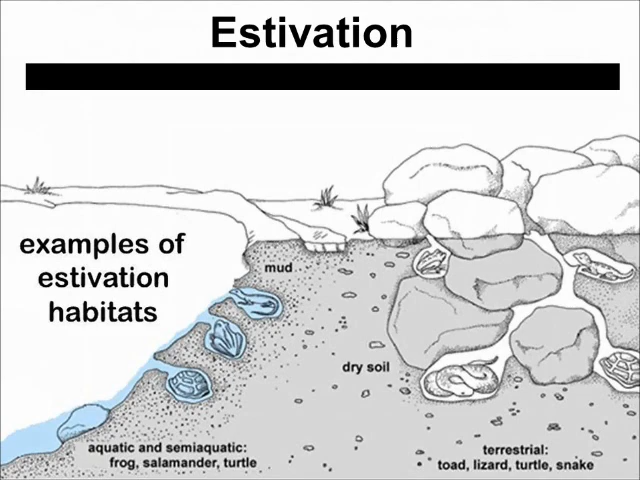 Estivation
examples of
estivation
habitats
mud
dry soil
aquatic and semiaquatic:
frog, salamander, turtle
terrestrial:
toad, lizard, turtle, snake